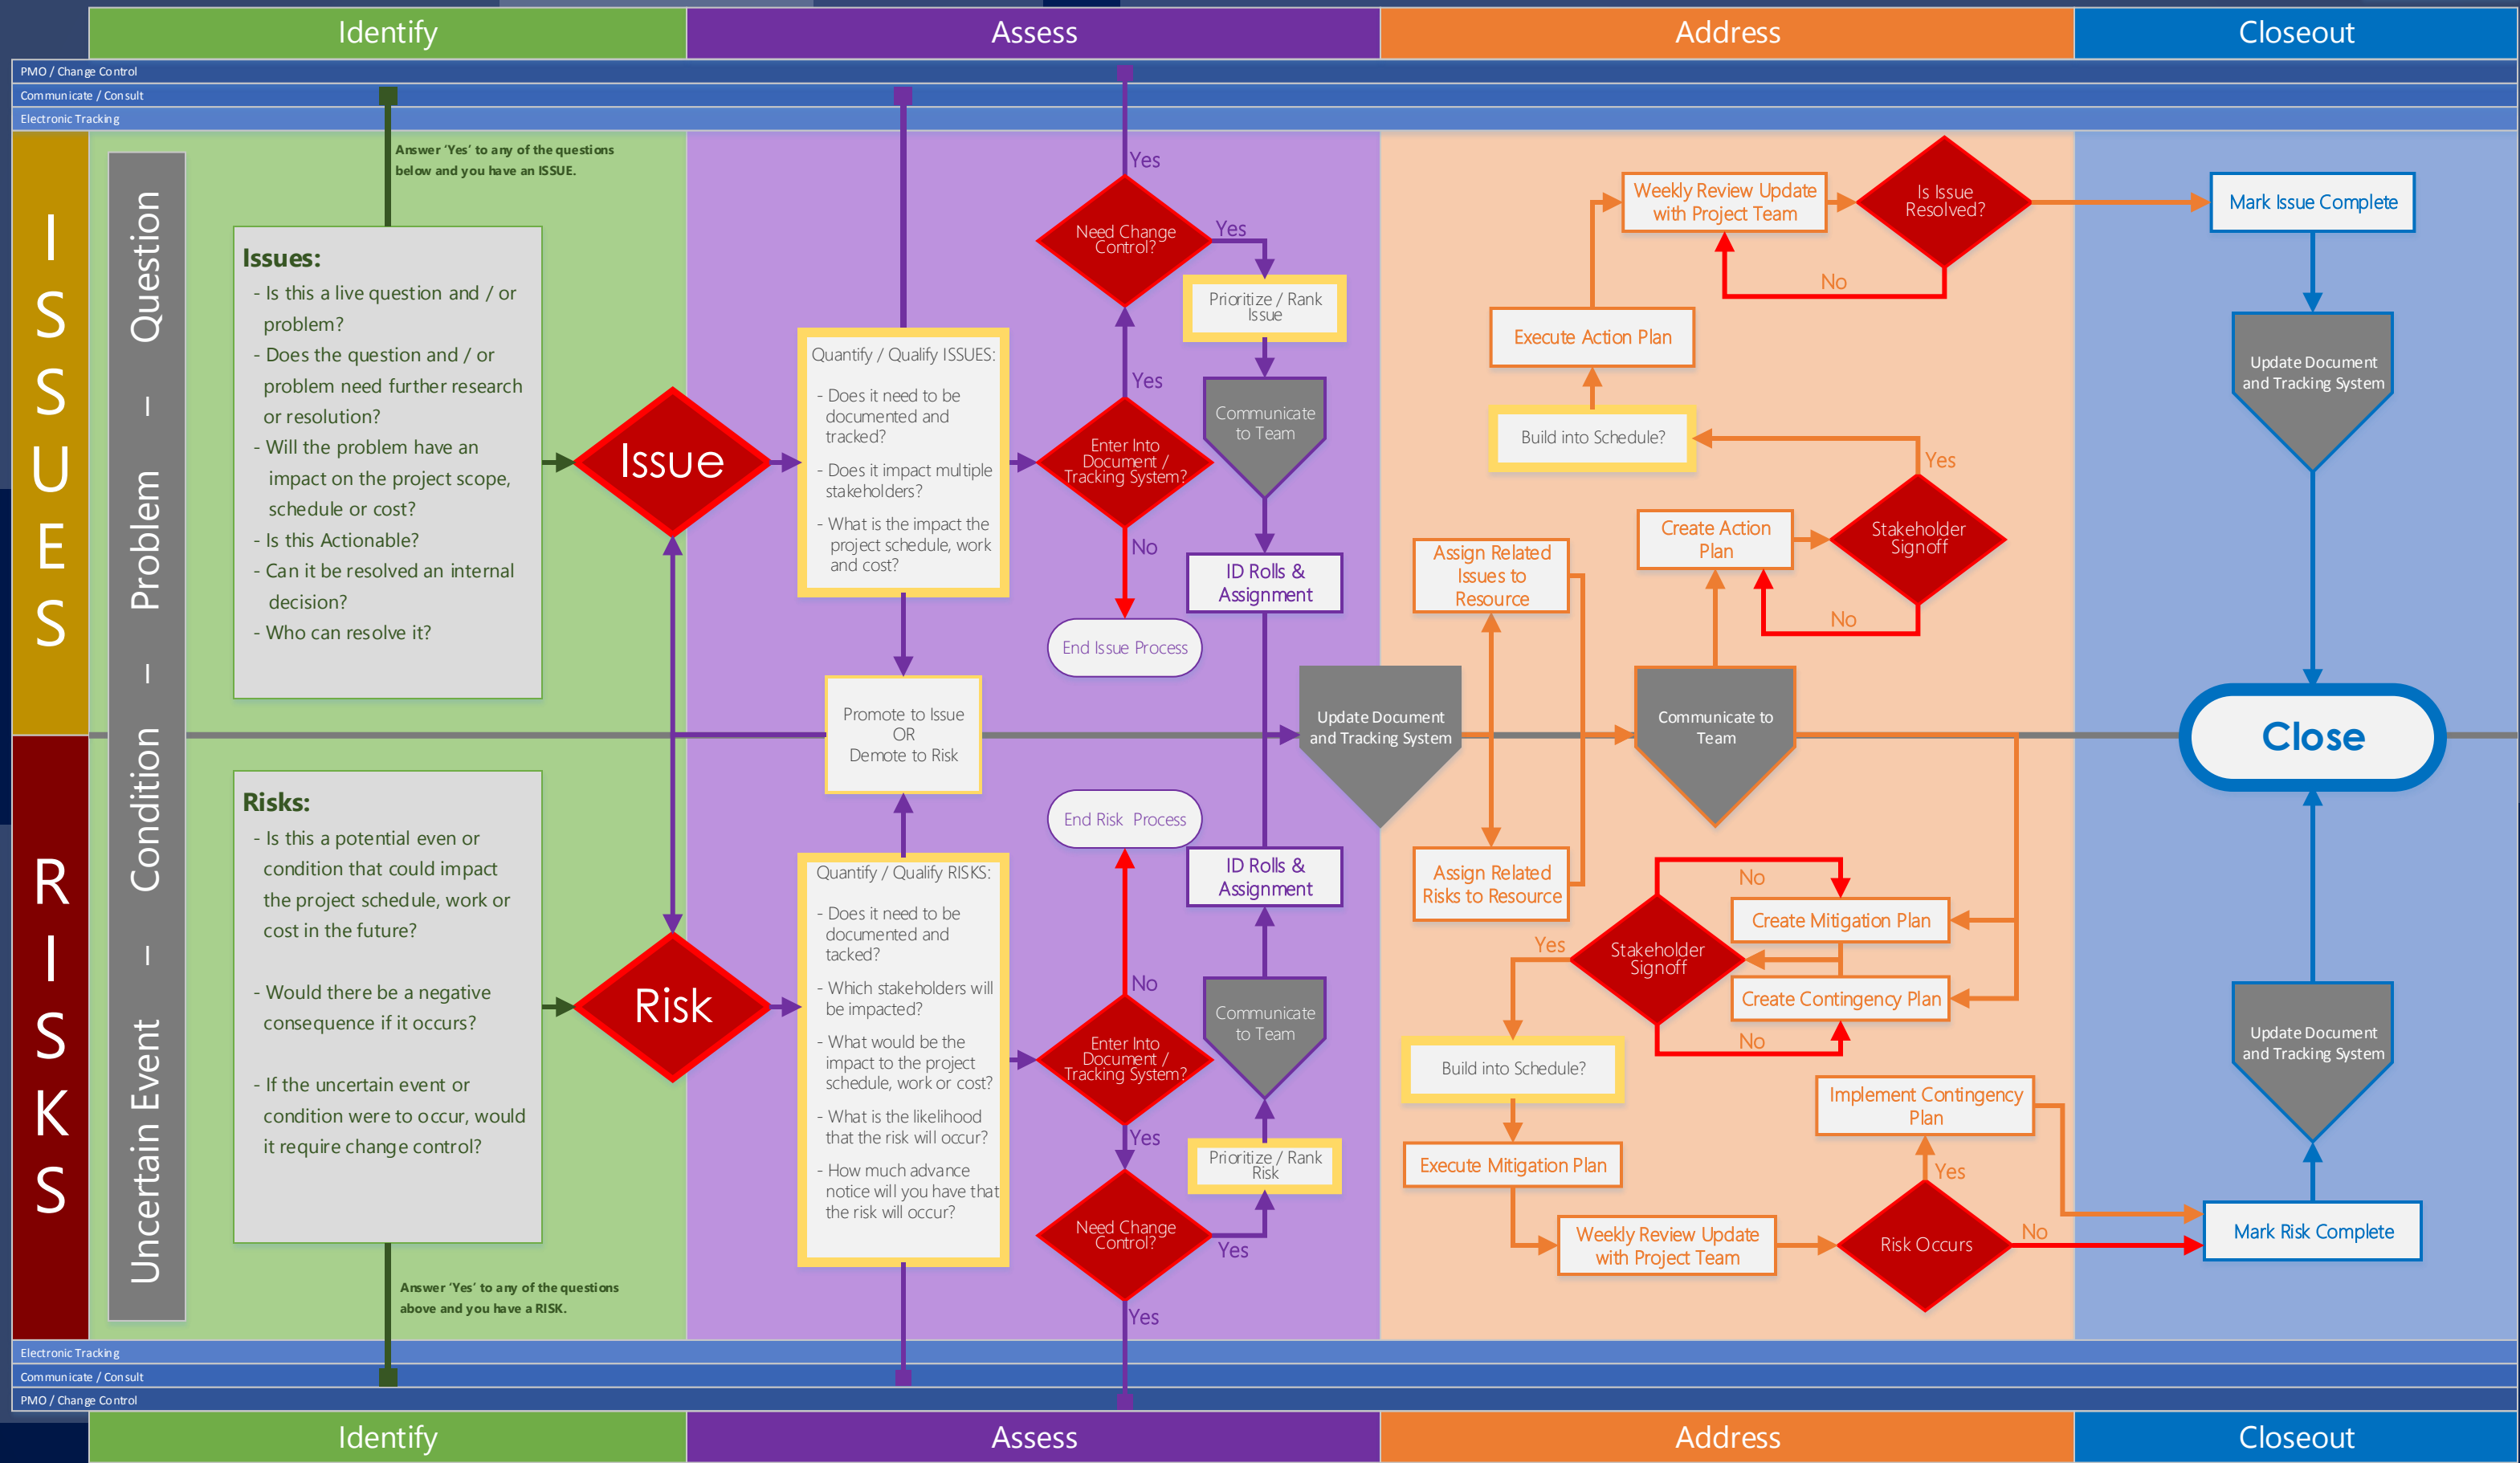 Identify
Assess
Address
Closeout
PMO / Change Control
Communicate / Consult
Electronic Tracking
ISSUES
RISKS
Uncertain Event – Condition – Problem – Question
Answer ‘Yes’ to any of the questions
below and you have an ISSUE.
Issues:
- Is this a live question and / or
problem?
- Does the question and / or
problem need further research
or resolution?
- Will the problem have an
impact on the project scope,
schedule or cost?
- Is this Actionable?
- Can it be resolved an internal
decision?
- Who can resolve it?
Risks:
- Is this a potential even or
condition that could impact
the project schedule, work or
cost in the future?
- Would there be a negative
consequence if it occurs?
- If the uncertain event or
condition were to occur, would
it require change control?
Answer ‘Yes’ to any of the questions
above and you have a RISK.
Issue
Risk
Quantify / Qualify ISSUES:
- Does it need to be
documented and
tracked?
- Does it impact multiple
stakeholders?
- What is the impact the
project schedule, work
and cost?
Promote to Issue
OR
Demote to Risk
Quantify / Qualify RISKS:
- Does it need to be
documented and
tacked?
- Which stakeholders will
be impacted?
- What would be the
impact to the project
schedule, work or cost?
- What is the likelihood
that the risk will occur?
- How much advance
notice will you have that
the risk will occur?
Yes
Need Change
Control?
Yes
Prioritize / Rank
Issue
Yes
Communicate
to Team
Enter Into
Document /
Tracking System?
No
ID Rolls &
Assignment
End Issue Process
Update Document
and Tracking System
End Risk  Process
ID Rolls &
Assignment
No
Communicate
to Team
Enter Into
Document /
Tracking System?
Yes
Prioritize / Rank
Risk
Need Change
Control?
Yes
Yes
Weekly Review Update
with Project Team
Is Issue
Resolved?
No
Execute Action Plan
Build into Schedule?
Yes
Create Action
Plan
Stakeholder
Signoff
No
Assign Related
Issues to
Resource
Communicate to
Team
Assign Related
Risks to Resource
No
Create Mitigation Plan
Stakeholder
Signoff
Yes
Create Contingency Plan
No
Build into Schedule?
Implement Contingency
Plan
Execute Mitigation Plan
Yes
Weekly Review Update
with Project Team
Risk Occurs
No
Mark Issue Complete
Update Document
and Tracking System
Close
Update Document
and Tracking System
Mark Risk Complete
Electronic Tracking
Communicate / Consult
PMO / Change Control
Identify
Assess
Address
Closeout